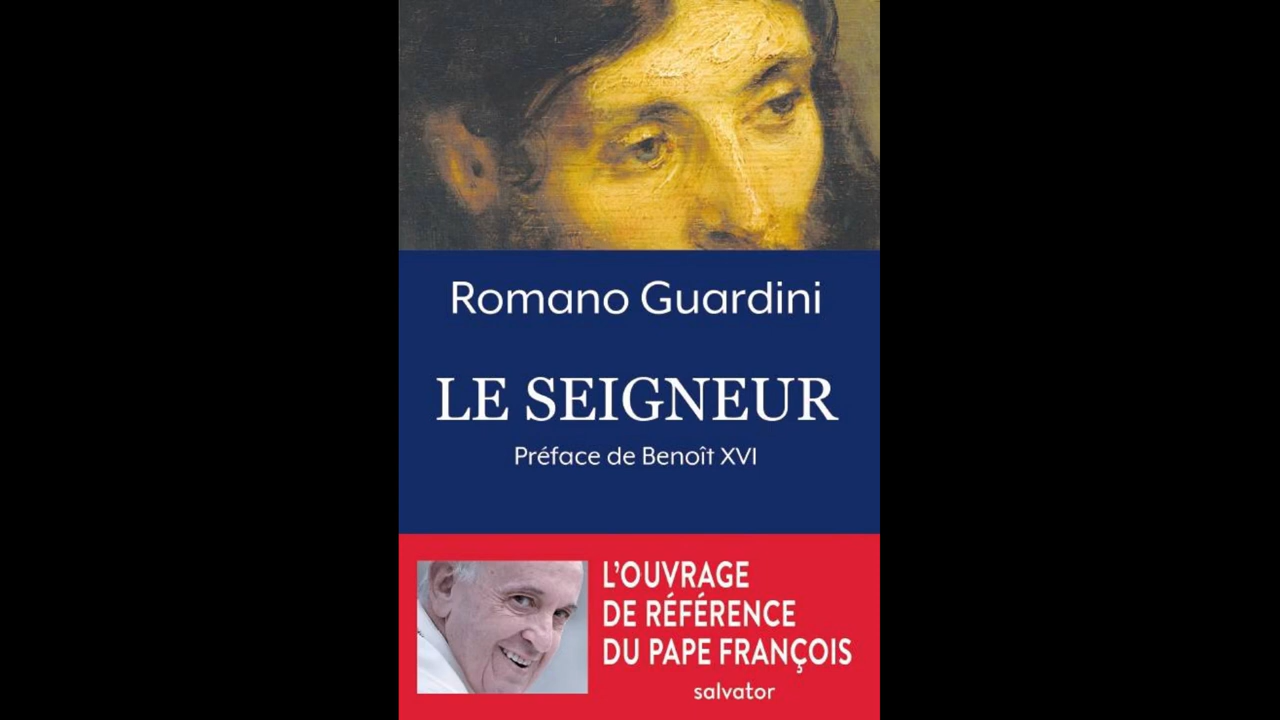 Romano Guardini
LE SEIGNEUR
Préface de Benoît XVI
L'OUVRAGE
DE RÉFÉRENCE
DU PAPE FRANÇOIS
salvator